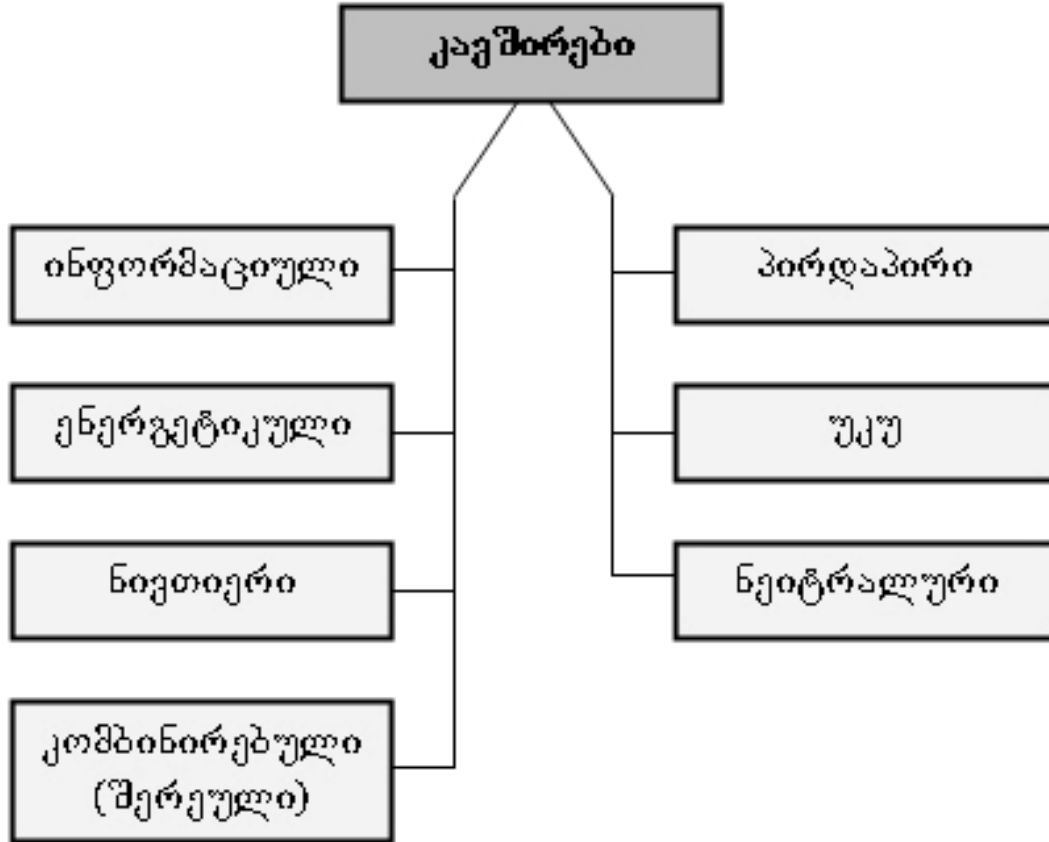 კავშირები
ინფორმაციული
ენერგეტიკული
ნივთიერი
კომბინირებული
(შერეული)
პირდაპირი
უკუ
ნეიტრალური